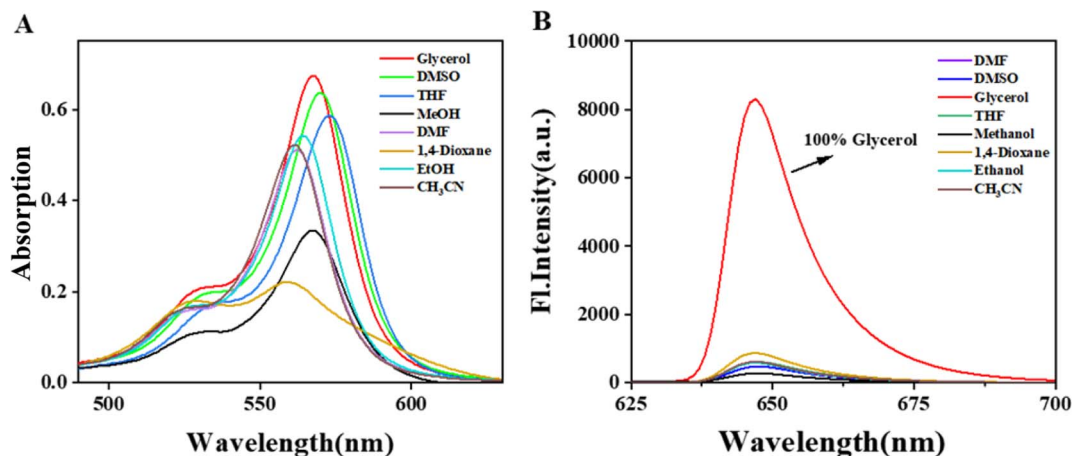 A
Absorption
0.6
0.4
0.2
0.0
500
550
600
Wavelength(nm)
Glycerol
DMSO
THF
MeOH
DMF
1,4-Dioxane
EtOH
CH₃CN
B
Fl.Intensity(a.u.)
10000
8000
6000
4000
2000
0
625
650
675
700
Wavelength(nm)
DMF
DMSO
Glycerol
THF
Methanol
1,4-Dioxane
Ethanol
CH₃CN
100% Glycerol